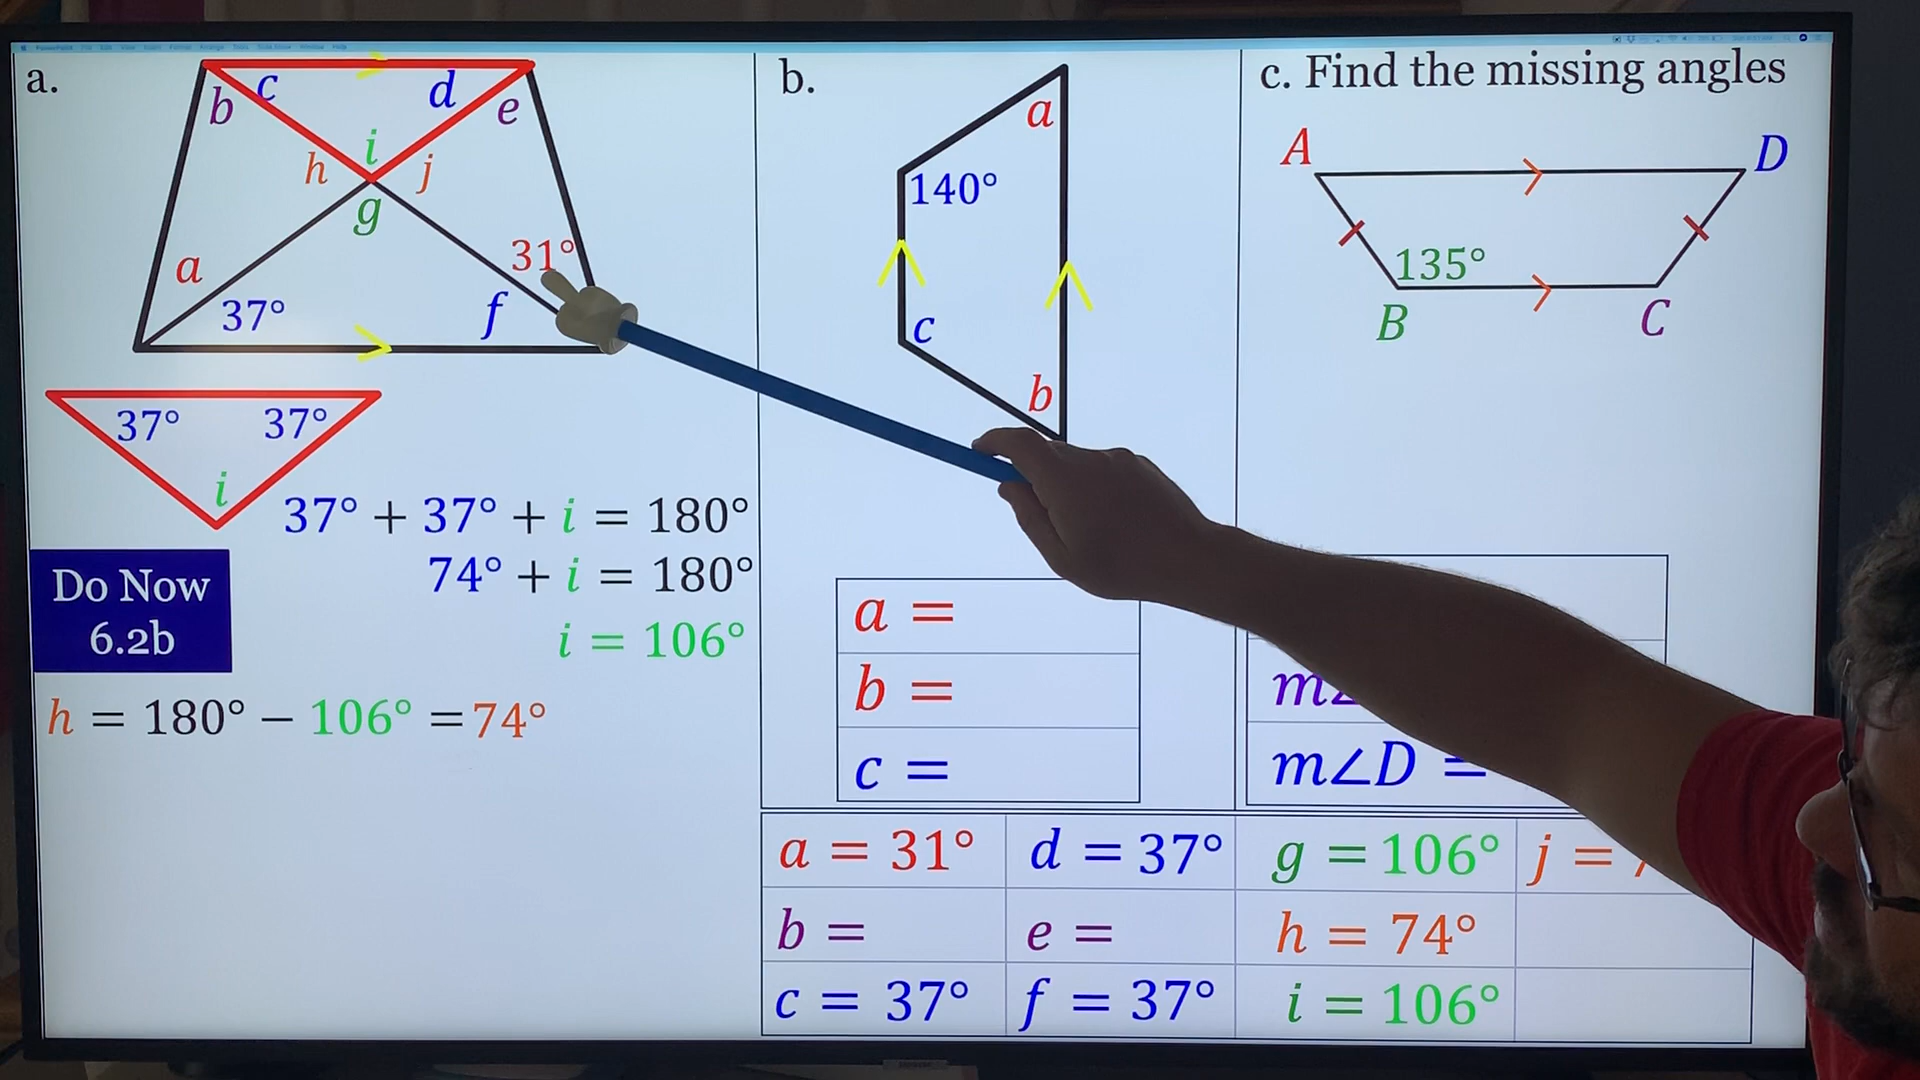 a.
b
c
d
e
h
i
j
g
a
31°
37°
f
37°
37°
i
37° + 37° + i = 180°
74° + i = 180°
i = 106°
Do Now
6.2b
h = 180° − 106° = 74°
b.
a
140°
c
b
a =
b =
c =
c. Find the missing angles
A
D
135°
B
C
m∠
m∠D =
a = 31°
d = 37°
g = 106°
j =
b =
e =
h = 74°
c = 37°
f = 37°
i = 106°